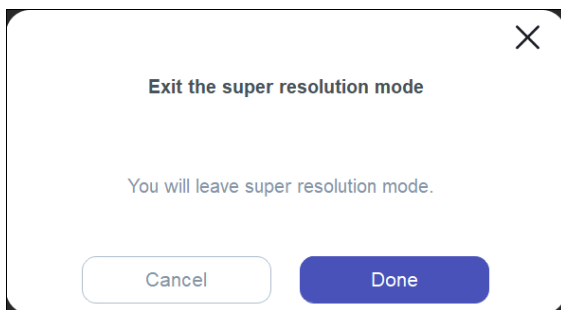 Exit the super resolution mode
You will leave super resolution mode.
Cancel
Done